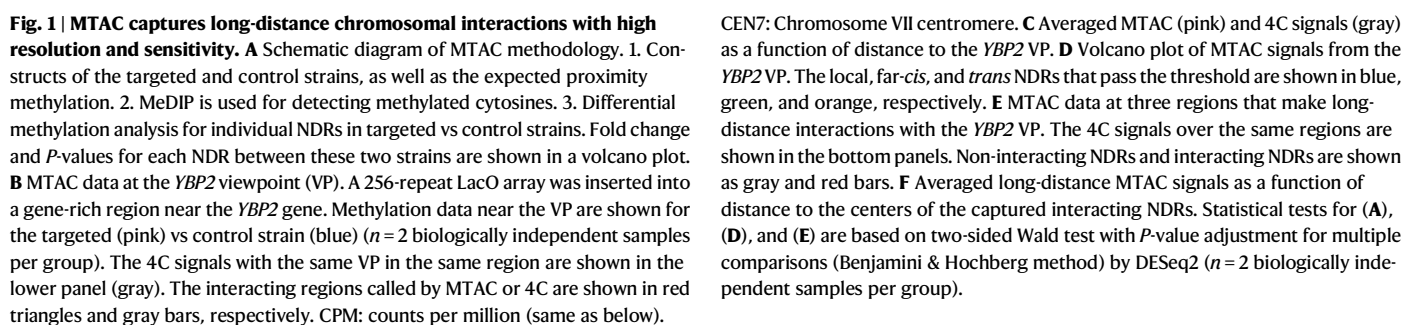 Fig. 1 | MTAC captures long-distance chromosomal interactions with high
resolution and sensitivity. A Schematic diagram of MTAC methodology. 1. Con-
structs of the targeted and control strains, as well as the expected proximity
methylation. 2. MeDIP is used for detecting methylated cytosines. 3. Differential
methylation analysis for individual NDRs in targeted vs control strains. Fold change
and P-values for each NDR between these two strains are shown in a volcano plot.
B MTAC data at the YBP2 viewpoint (VP). A 256-repeat LacO array was inserted into
a gene-rich region near the YBP2 gene. Methylation data near the VP are shown for
the targeted (pink) vs control strain (blue) (n = 2 biologically independent samples
per group). The 4C signals with the same VP in the same region are shown in the
lower panel (gray). The interacting regions called by MTAC or 4C are shown in red
triangles and gray bars, respectively. CPM: counts per million (same as below).
CEN7: Chromosome VII centromere. C Averaged MTAC (pink) and 4C signals (gray)
as a function of distance to the YBP2 VP. D Volcano plot of MTAC signals from the
YBP2 VP. The local, far-cis, and trans NDRs that pass the threshold are shown in blue,
green, and orange, respectively. E MTAC data at three regions that make long-
distance interactions with the YBP2 VP. The 4C signals over the same regions are
shown in the bottom panels. Non-interacting NDRs and interacting NDRs are shown
as gray and red bars. F Averaged long-distance MTAC signals as a function of
distance to the centers of the captured interacting NDRs. Statistical tests for (A),
(D), and (E) are based on two-sided Wald test with P-value adjustment for multiple
comparisons (Benjamini & Hochberg method) by DESeq2 (n = 2 biologically inde-
pendent samples per group).